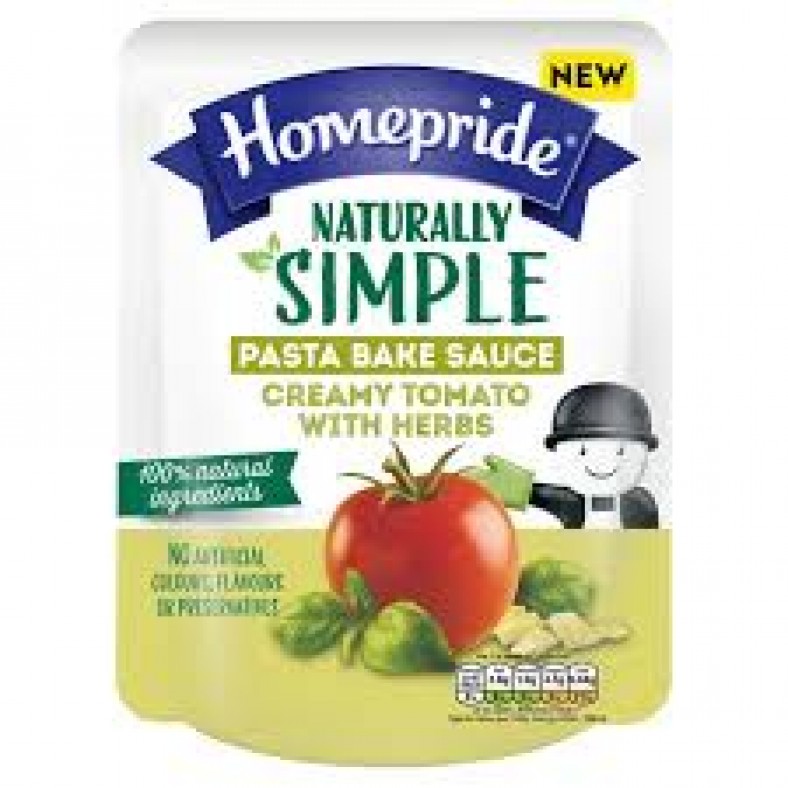 NEW
Homepride®
NATURALLY
SIMPLE
PASTA BAKE SAUCE
CREAMY TOMATO
WITH HERBS
100% natural
ingredients
NO ARTIFICIAL
COLOURS, FLAVOURS
OR PRESERVATIVES